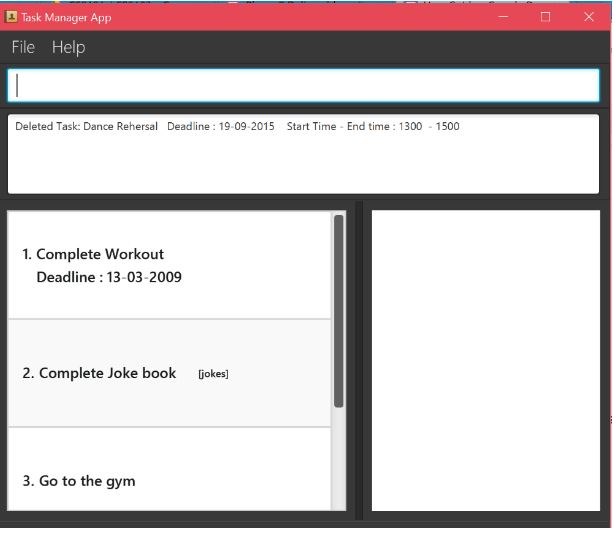 Task Manager App
File Help
Deleted Task: Dance Rehersal Deadline : 19-09-2015 Start Time - End time : 1300 - 1500
1. Complete Workout
Deadline : 13-03-2009
2. Complete Joke book [jokes]
3. Go to the gym